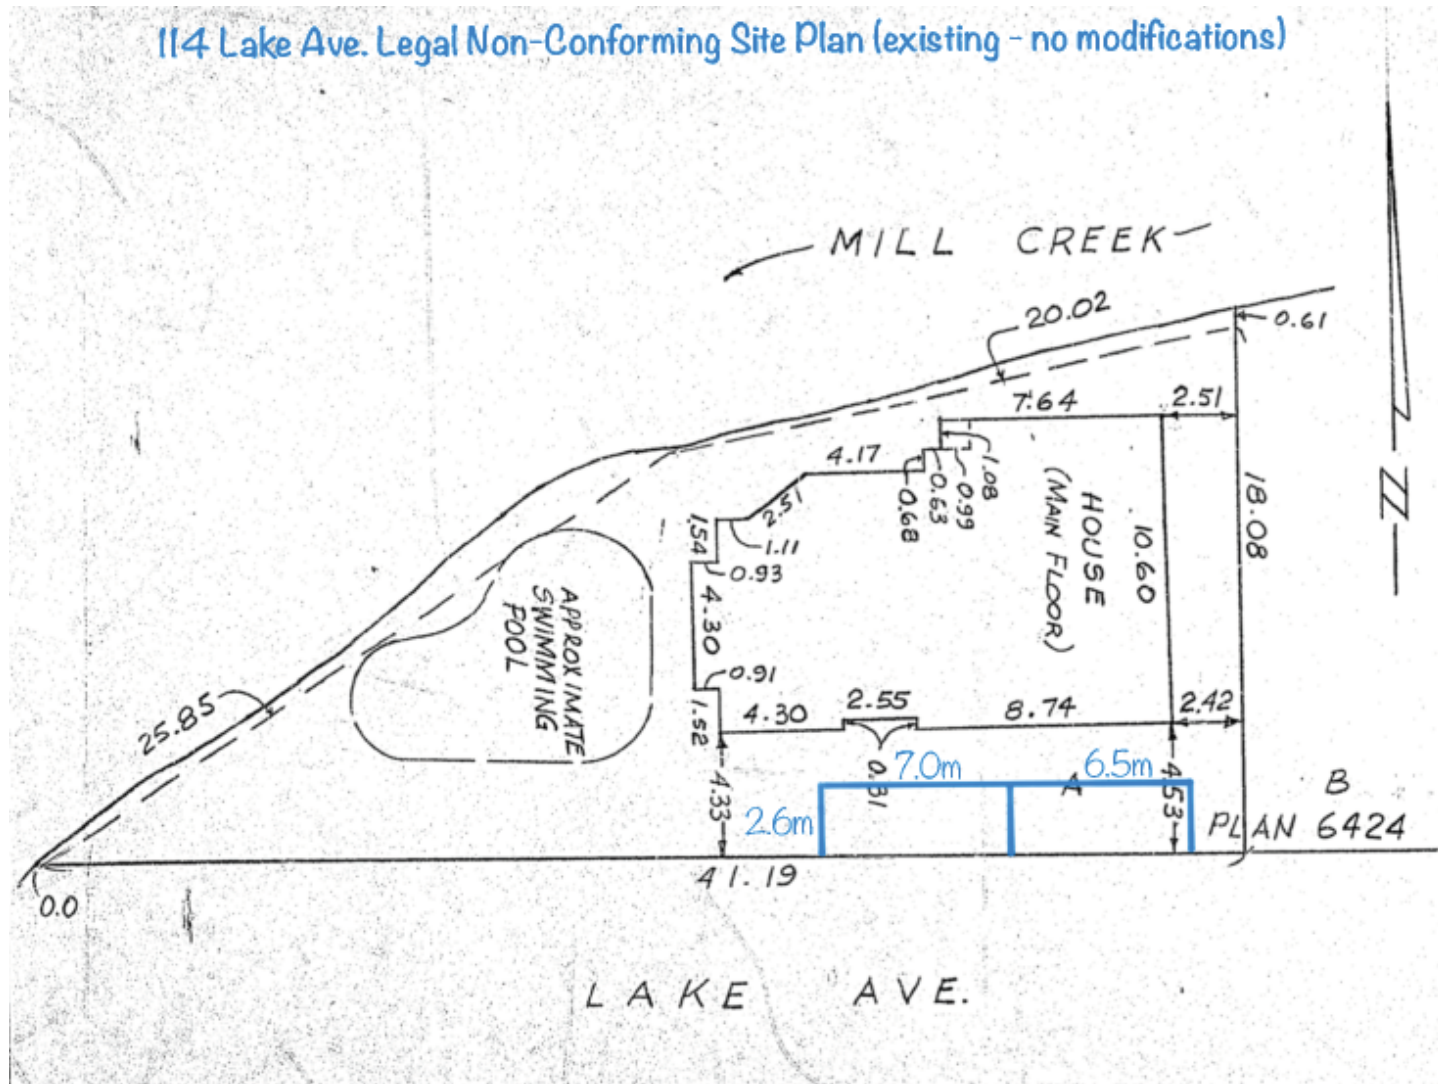 114 Lake Ave. Legal Non-Conforming Site Plan (existing - no modifications)
MILL CREEK
20.02
0.61
7.64
2.51
4.17
1.08
0.99
0.63
0.68
2.51
1.11
1.54
0.93
HOUSE
(MAIN FLOOR)
10.60
18.08
4.30
0.91
1.52
APPROXIMATE
SWIMMING
POOL
25.85
4.30
2.55
8.74
2.42
0.31
7.0m
6.5m
A
4.33
2.6m
4.53
B
PLAN 6424
41.19
0.0
N
LAKE AVE.